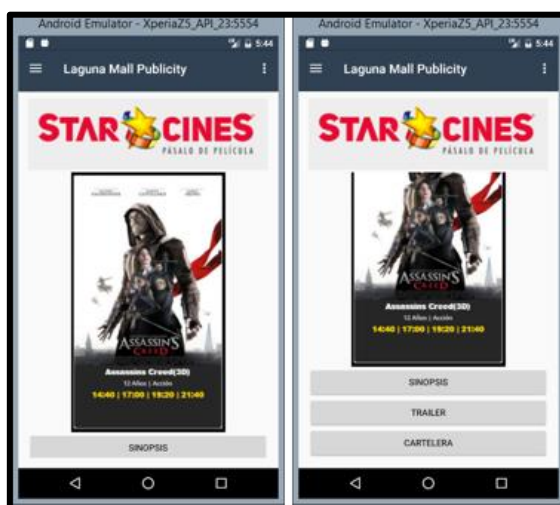 Android Emulator - XperiaZ5_API_23:5554
5:44
Laguna Mall Publicity
STAR CINES
PÁSALO DE PELÍCULA
ASSASSIN'S
CREED
Assassins Creed(3D)
12 Años | Acción
14:40 | 17:00 | 19:20 | 21:40
SINOPSIS
Android Emulator - XperiaZ5_API_23:5554
5:44
Laguna Mall Publicity
STAR CINES
PÁSALO DE PELÍCULA
ASSASSIN'S
CREED
Assassins Creed(3D)
12 Años | Acción
14:40 | 17:00 | 19:20 | 21:40
SINOPSIS
TRAILER
CARTELERA